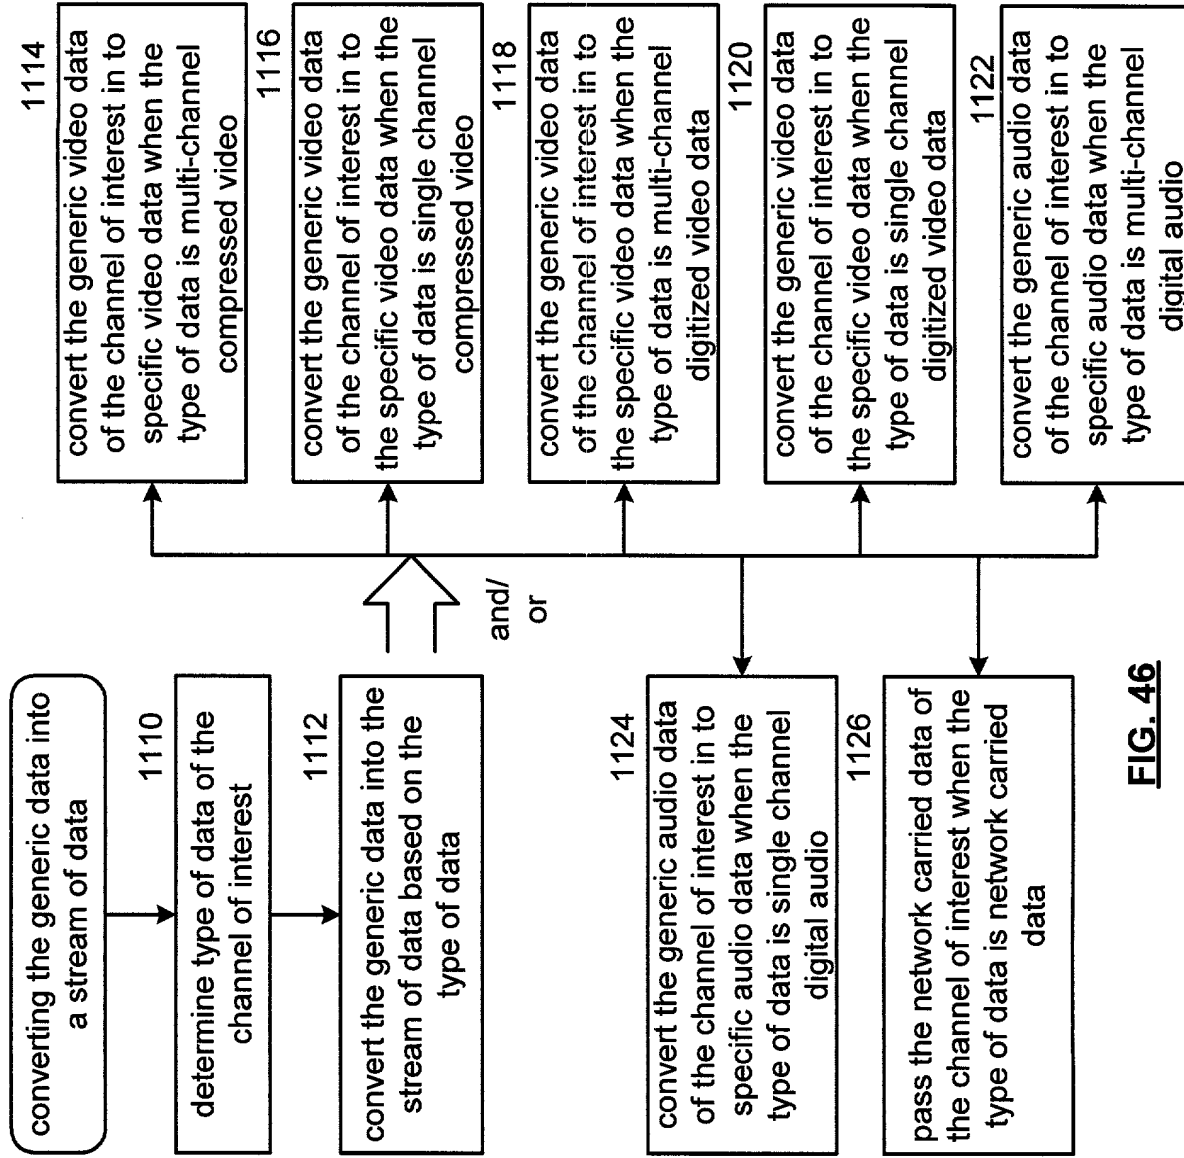 converting the generic data into
a stream of data
1110
determine type of data of the
channel of interest
1112
convert the generic data into the
stream of data based on the
type of data
and/
or
1114
convert the generic video data
of the channel of interest in to
specific video data when the
type of data is multi-channel
compressed video
1116
convert the generic video data
of the channel of interest in to
the specific video data when the
type of data is single channel
compressed video
1118
convert the generic video data
of the channel of interest in to
the specific video data when the
type of data is multi-channel
digitized video data
1120
convert the generic video data
of the channel of interest in to
the specific video data when the
type of data is single channel
digitized video data
1122
convert the generic audio data
of the channel of interest in to
specific audio data when the
type of data is multi-channel
digital audio
1124
convert the generic audio data
of the channel of interest in to
specific audio data when the
type of data is single channel
digital audio
1126
pass the network carried data of
the channel of interest when the
type of data is network carried
data
FIG. 46